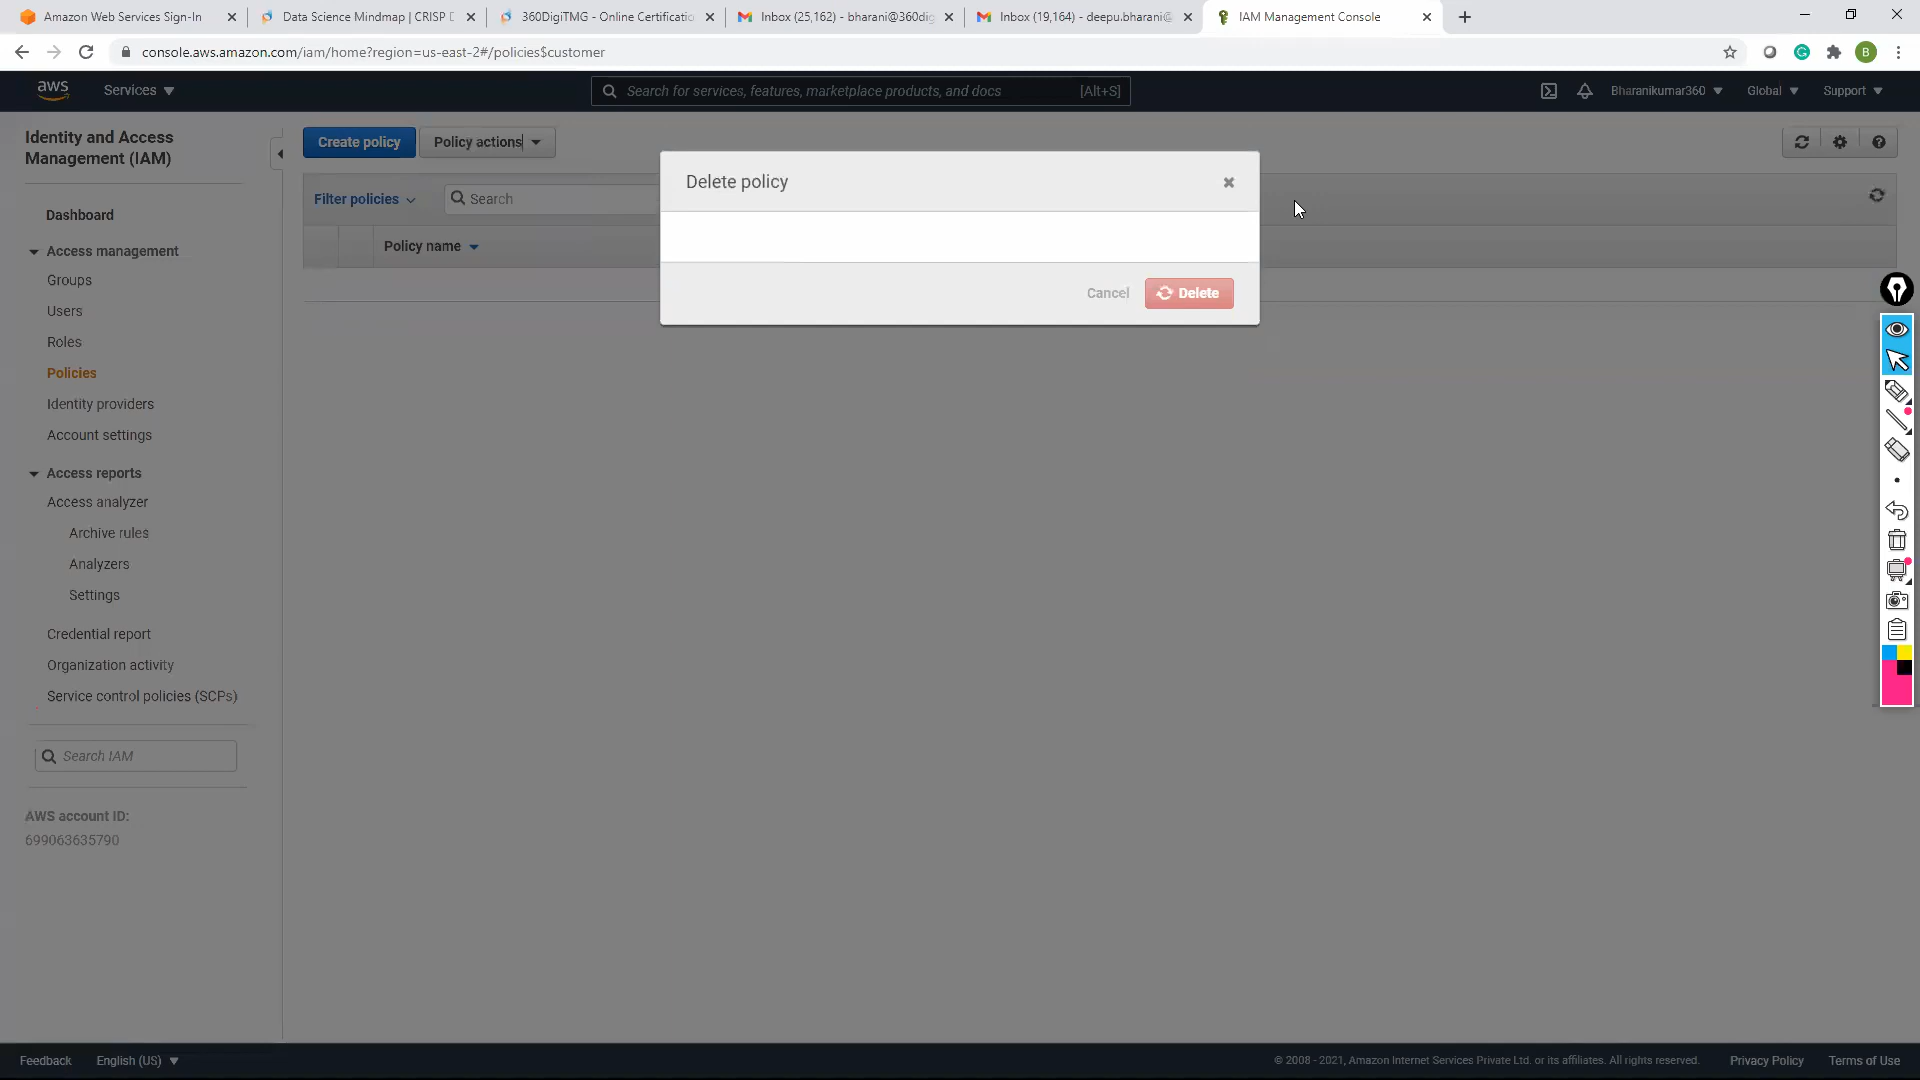 Amazon Web Services Sign-In
Data Science Mindmap | CRISP D
360DigiTMG - Online Certificatio
Inbox (25,162) - bharani@360dig
Inbox (19,164) - deepu.bharani@
IAM Management Console
console.aws.amazon.com/iam/home?region=us-east-2#/policies$customer
B
aws
Services
Search for services, features, marketplace products, and docs
[Alt+S]
Bharanikumar360
Global
Support
Identity and Access
Management (IAM)
Create policy
Policy actions
Delete policy
Filter policies
Search
Dashboard
Policy name
Access management
Groups
Cancel
Delete
Users
Roles
Policies
Identity providers
Account settings
Access reports
Access analyzer
Archive rules
Analyzers
Settings
Credential report
Organization activity
Service control policies (SCPs)
Search IAM
AWS account ID:
699063635790
Feedback
English (US)
© 2008 - 2021, Amazon Internet Services Private Ltd. or its affiliates. All rights reserved.
Privacy Policy
Terms of Use